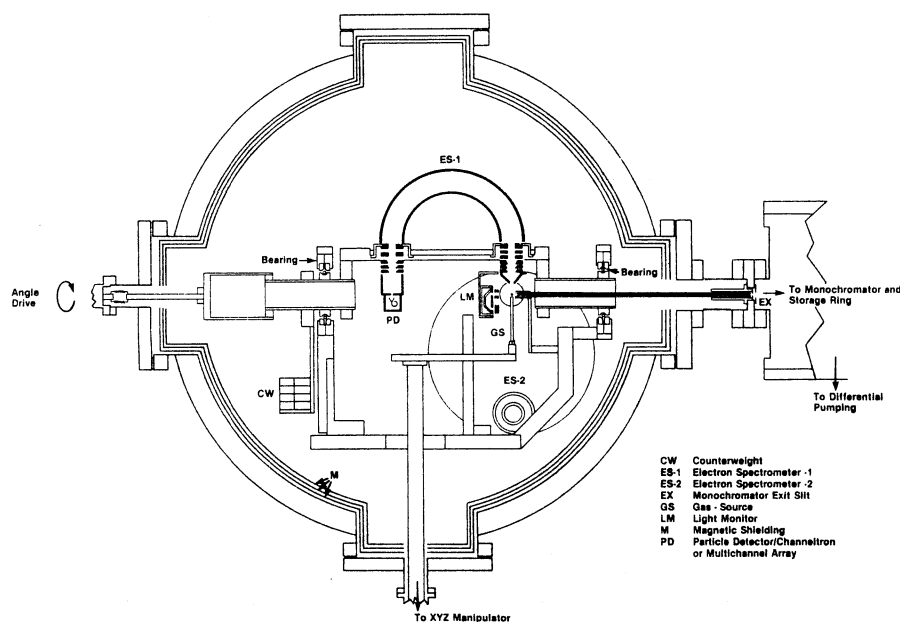 ES-1
Bearing
Bearing
Angle
Drive
LM
To Monochromator and
Storage Ring
EX
PD
GS
CW
ES-2
To Differential
Pumping
M
CW Counterweight
ES-1 Electron Spectrometer -1
ES-2 Electron Spectrometer -2
EX Monochromator Exit Slit
GS Gas - Source
LM Light Monitor
M Magnetic Shielding
PD Particle Detector/Channeltron
or Multichannel Array
To XYZ Manipulator